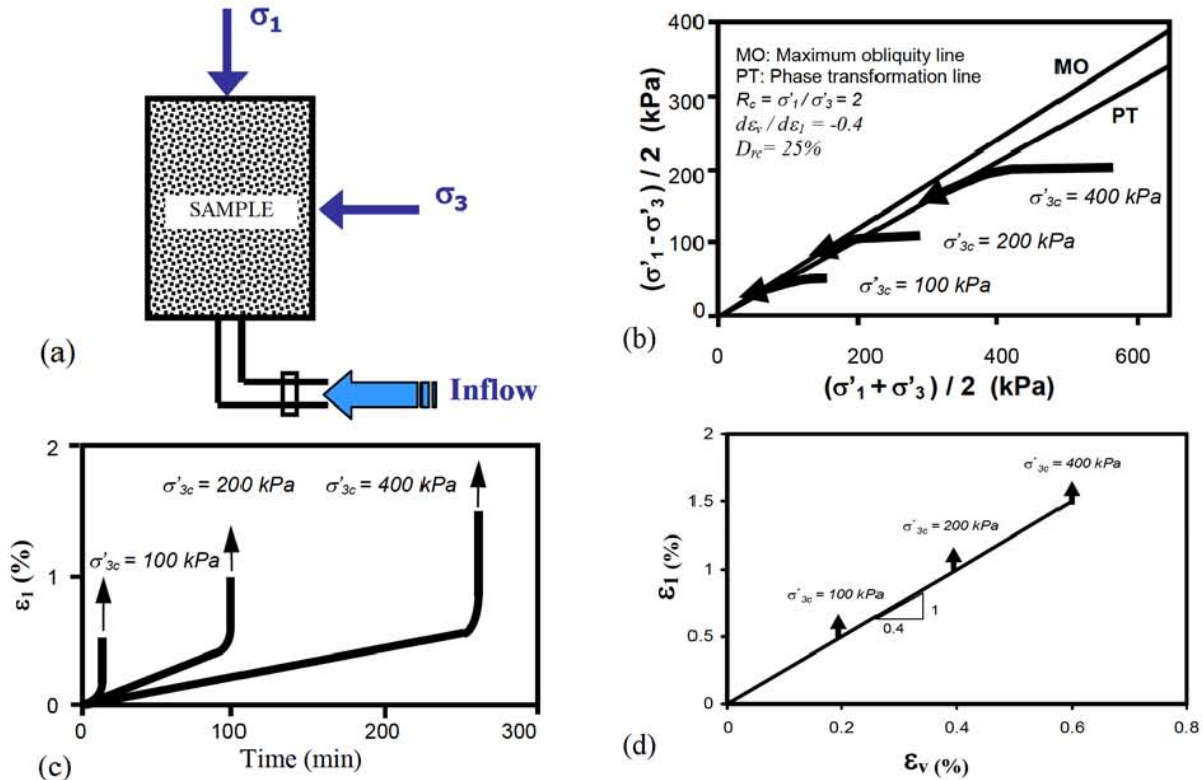 σ1
SAMPLE
σ3
Inflow
(a)
400
300
200
100
0
(σ'1 - σ'3) / 2 (kPa)
MO: Maximum obliquity line
PT: Phase transformation line
Rc = σ'1 / σ'3 = 2
dεv / dε1 = -0.4
Drc = 25%
MO
PT
σ'3c = 400 kPa
σ'3c = 200 kPa
σ'3c = 100 kPa
0
200
400
600
(σ'1 + σ'3) / 2 (kPa)
(b)
2
1
0
ε1 (%)
σ'3c = 200 kPa
σ'3c = 400 kPa
σ'3c = 100 kPa
0
100
200
300
Time (min)
(c)
2
1.5
1
0.5
0
ε1 (%)
σ'3c = 400 kPa
σ'3c = 200 kPa
σ'3c = 100 kPa
1
0.4
0
0.2
0.4
0.6
0.8
εv (%)
(d)